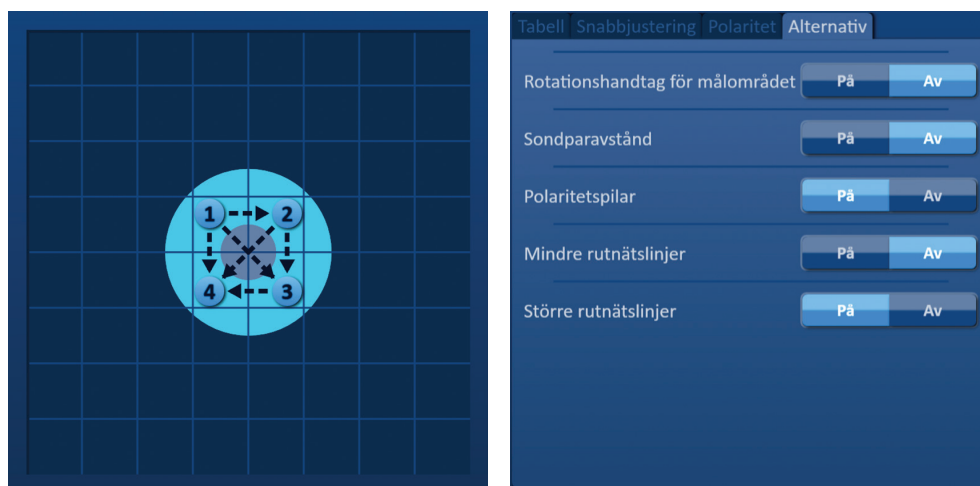 1 2
4 3
Tabell Snabbjustering Polaritet Alternativ
Rotationshandtag för målområdet På Av
Sondparavstånd På Av
Polaritetspilar På Av
Mindre rutnätslinjer På Av
Större rutnätslinjer På Av